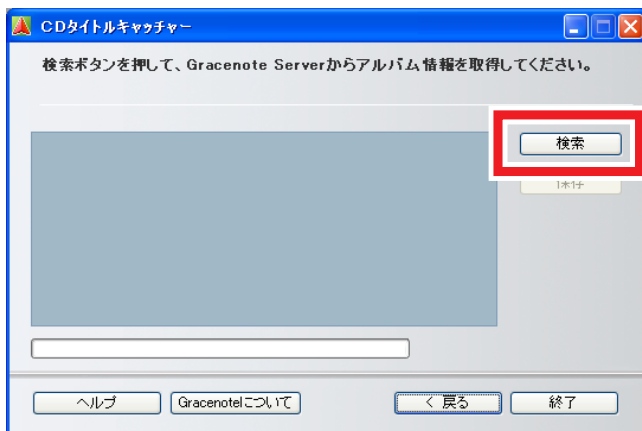 CDタイトルキャッチャー
検索ボタンを押して、Gracenote Serverからアルバム情報を取得してください。
検索
保存
ヘルプ
Gracenoteについて
< 戻る
終了